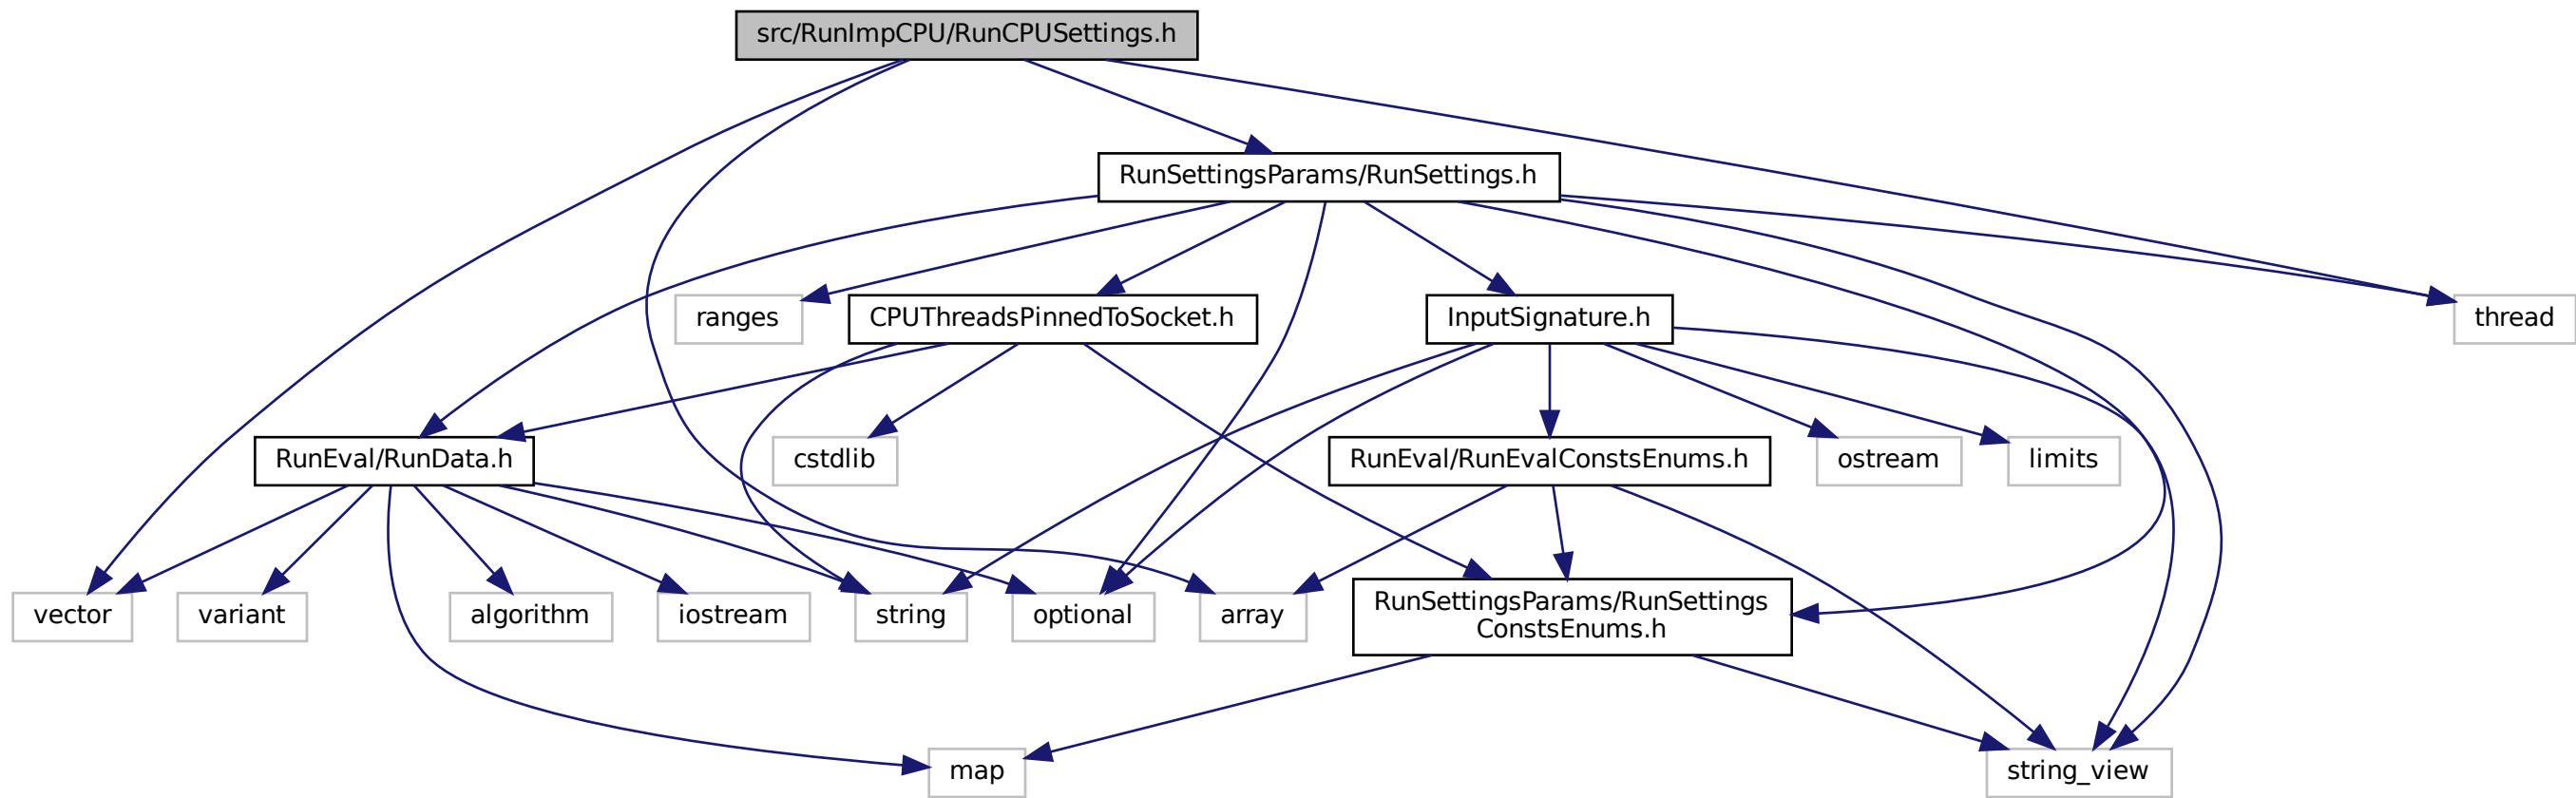 src/RunImpCPU/RunCPUSettings.h
RunSettingsParams/RunSettings.h
ranges
CPUThreadsPinnedToSocket.h
InputSignature.h
thread
RunEval/RunData.h
cstdlib
RunEval/RunEvalConstsEnums.h
ostream
limits
vector
variant
algorithm
iostream
string
optional
array
RunSettingsParams/RunSettings
ConstsEnums.h
map
string_view